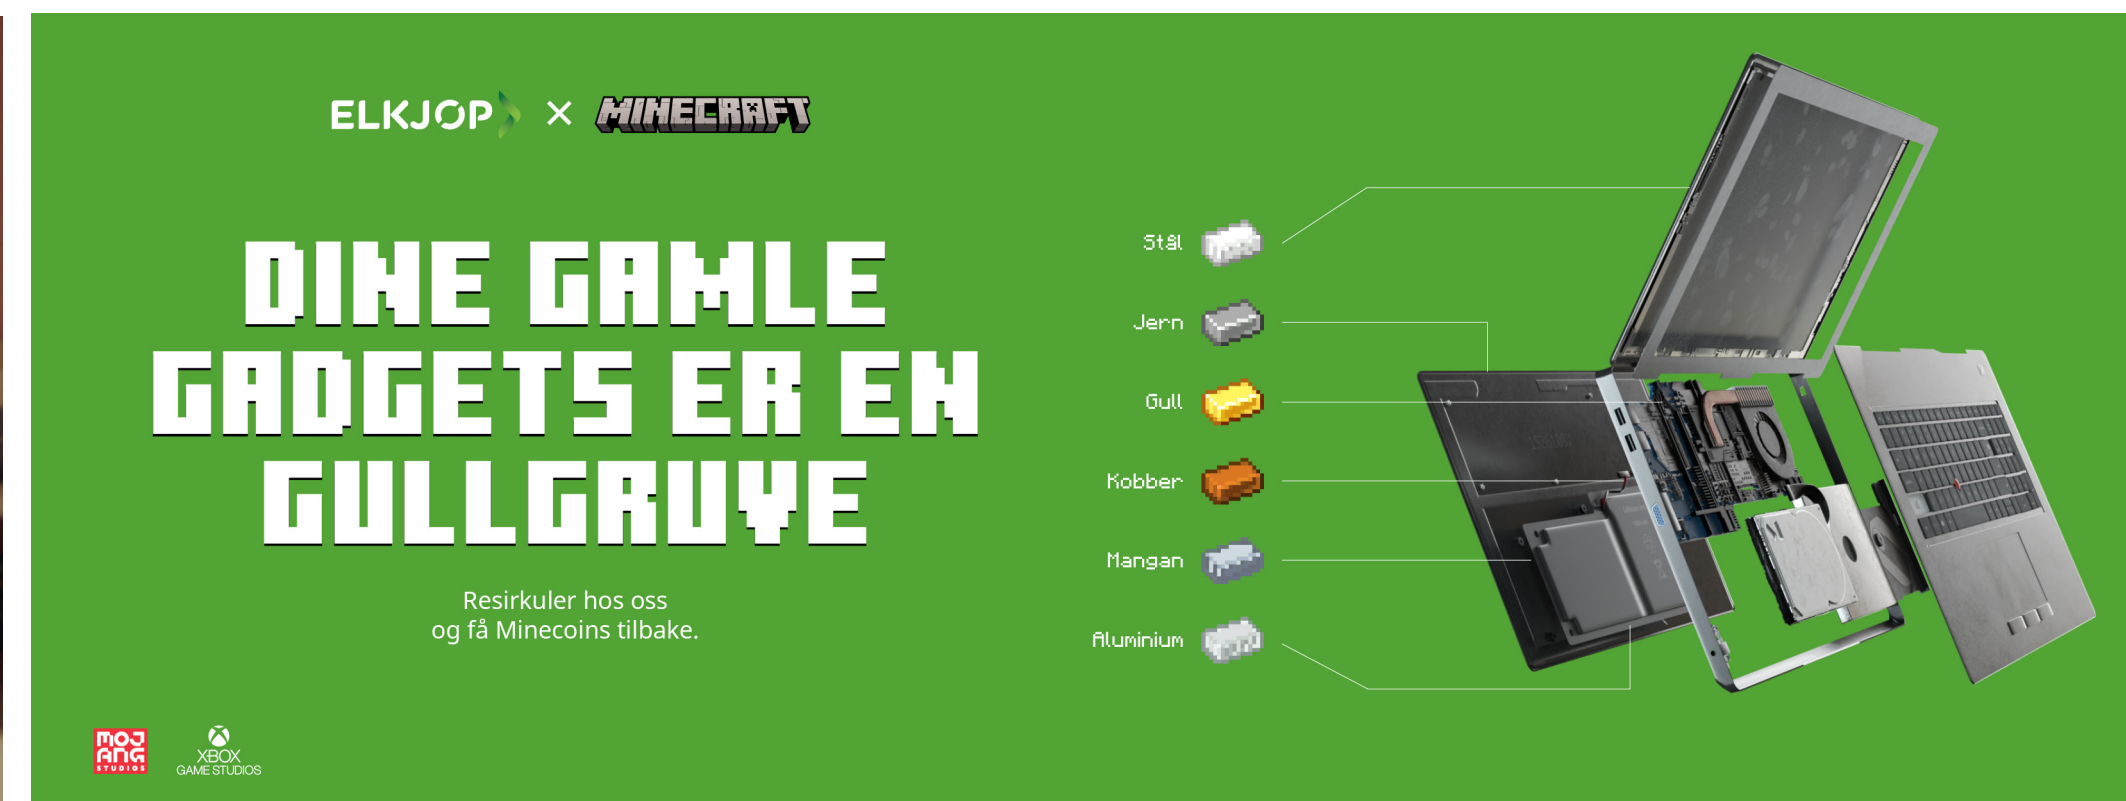 ELKJØP × MINECRAFT
DINE GAMLE
GADGETS ER EN
GULLGRUVE
Resirkuler hos oss
og få Minecoins tilbake.
Stål
Jern
Gull
Kobber
Mangan
Aluminium
MOJ
ANG
STUDIOS
XBOX
GAME STUDIOS